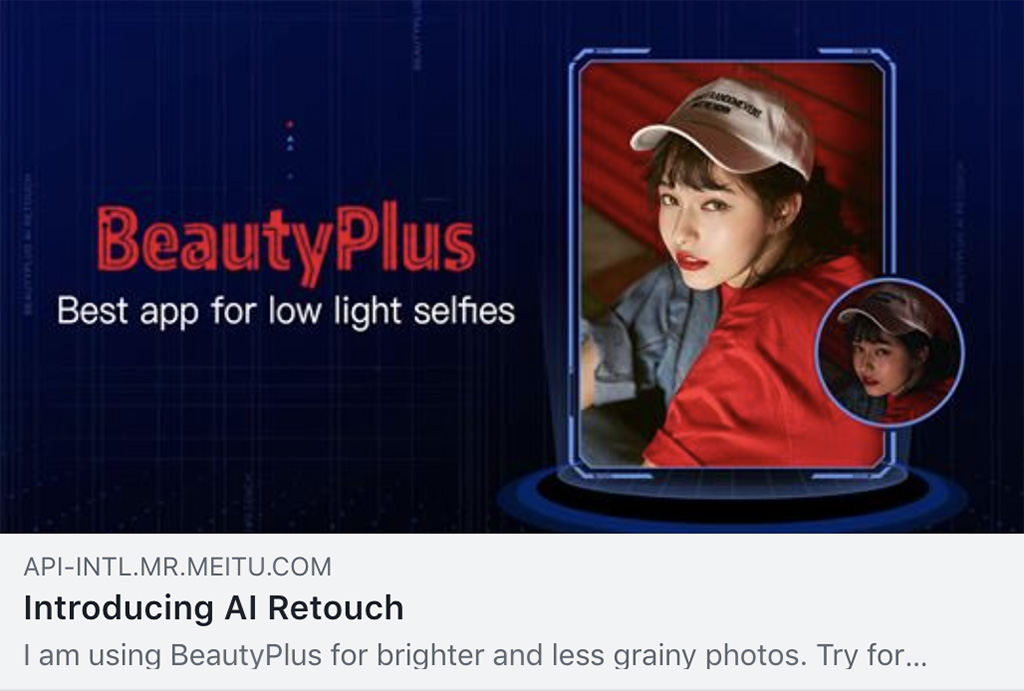 BeautyPlus
Best app for low light selfies
API-INTL.MR.MEITU.COM
Introducing AI Retouch
I am using BeautyPlus for brighter and less grainy photos. Try for...